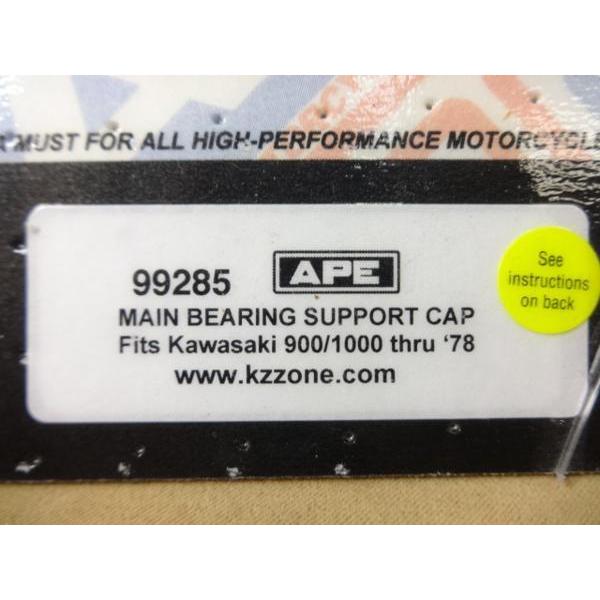 A MUST FOR ALL HIGH-PERFORMANCE MOTORCYCLE
99285 APE
MAIN BEARING SUPPORT CAP
Fits Kawasaki 900/1000 thru ‘78
www.kzzone.com
See
instructions
on back